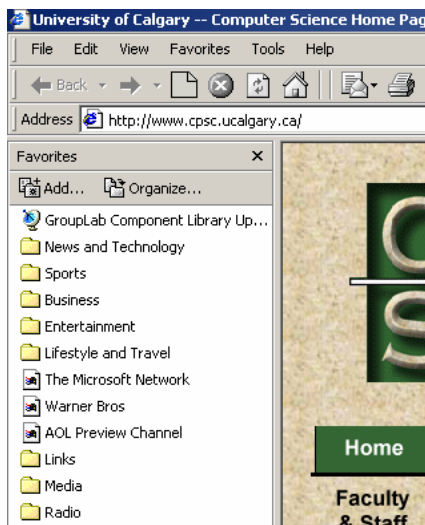 University of Calgary -- Computer Science Home Pag
File Edit View Favorites Tools Help
Back
Address http://www.cpsc.ucalgary.ca/
Favorites x
Add... Organize...
GroupLab Component Library Up...
News and Technology
Sports
Business
Entertainment
Lifestyle and Travel
The Microsoft Network
Warner Bros
AOL Preview Channel
Links
Media
Radio
C
S
Home
Faculty
& Staff